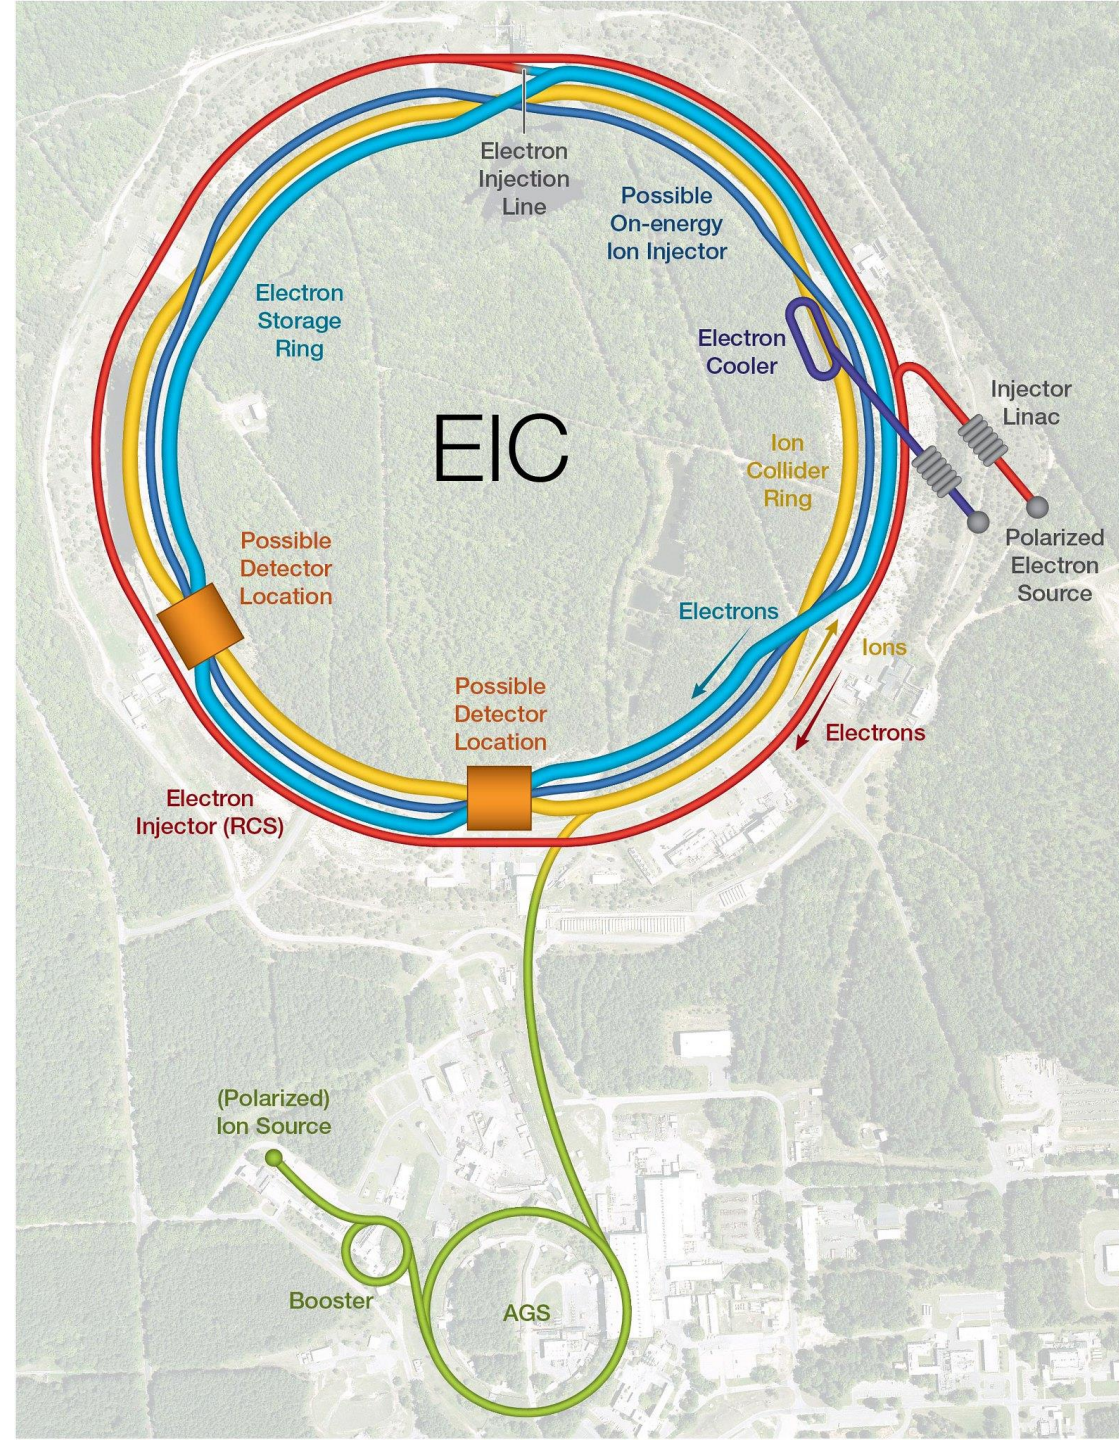 Electron
Injection
Line
Possible
On-energy
Ion Injector
Electron
Storage
Ring
Electron
Cooler
Injector
Linac
EIC
Ion
Collider
Ring
Polarized
Electron
Source
Possible
Detector
Location
Electrons
Ions
Possible
Detector
Location
Electrons
Electron
Injector (RCS)
(Polarized)
Ion Source
Booster
AGS